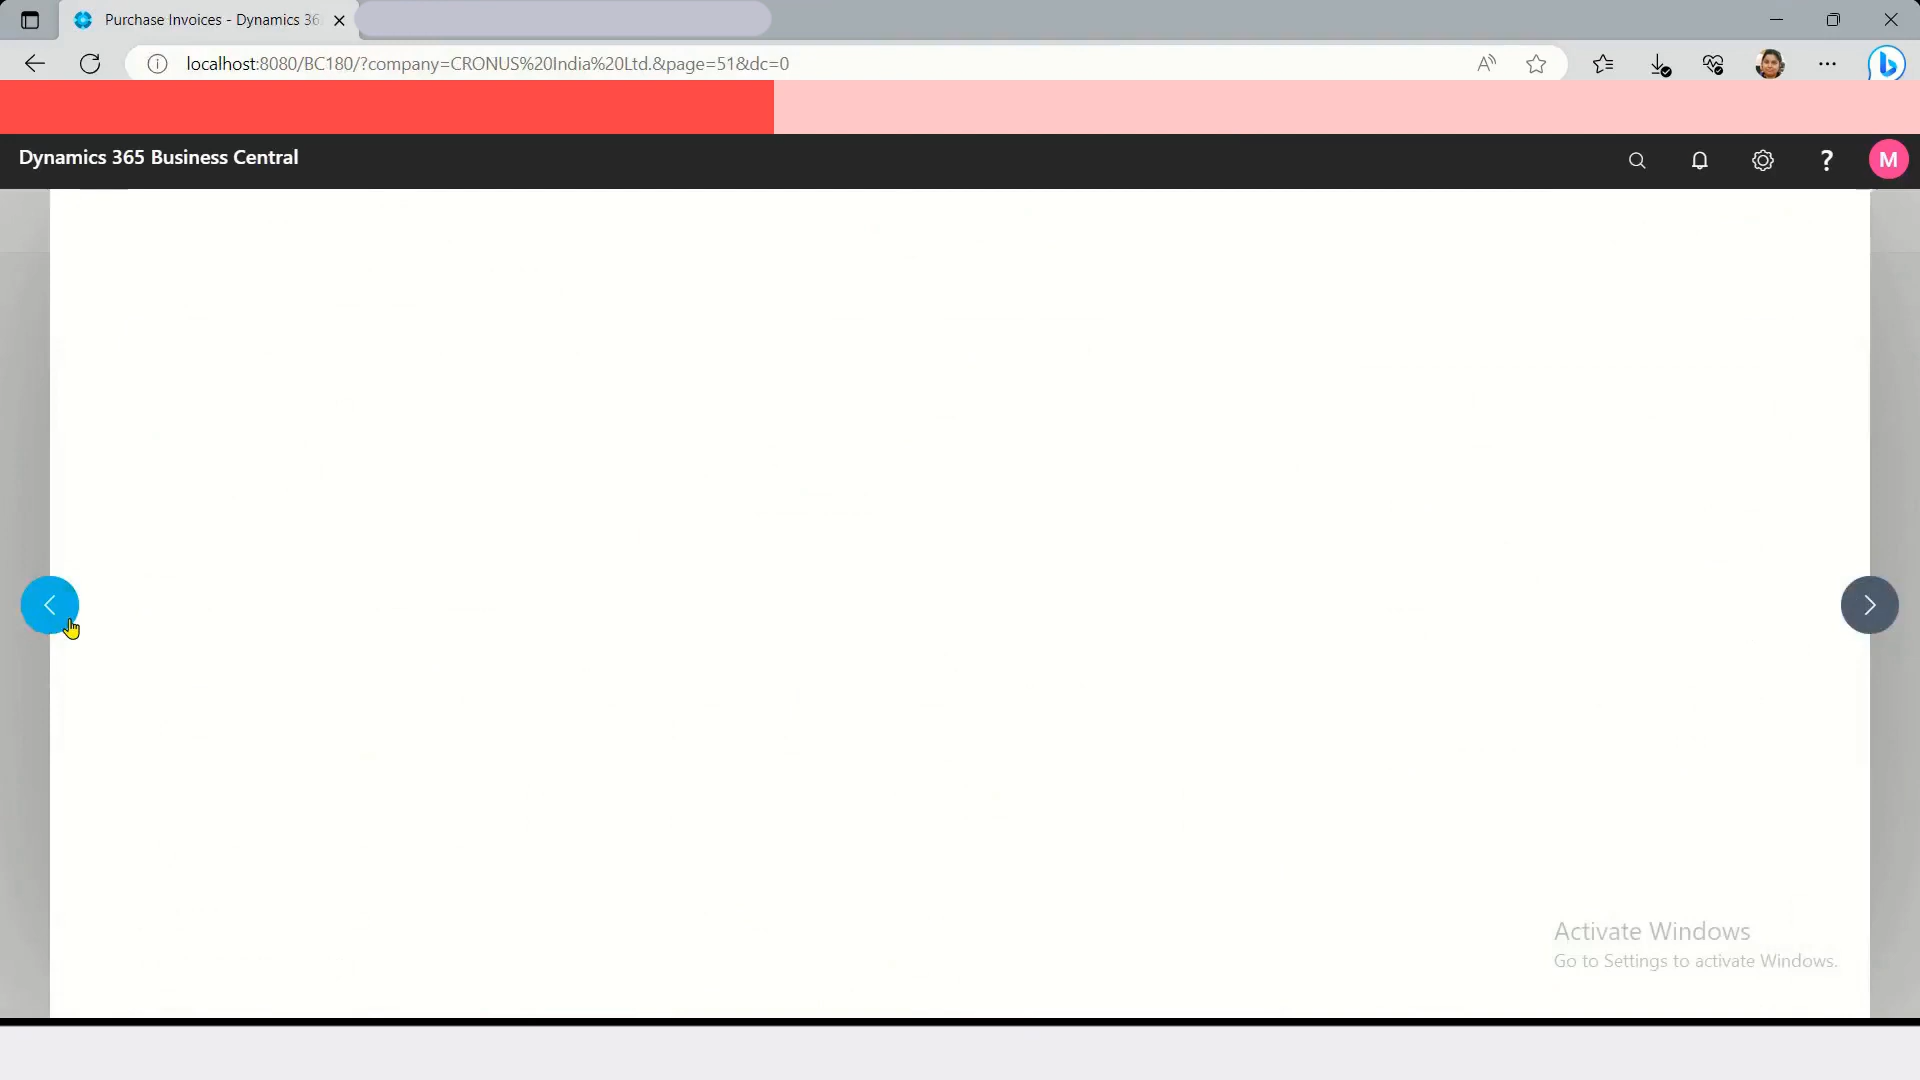 Purchase Invoices - Dynamics 36
localhost:8080/BC180/?company=CRONUS%20India%20Ltd.&page=51&dc=0
Dynamics 365 Business Central
?
M
Activate Windows
Go to Settings to activate Windows.